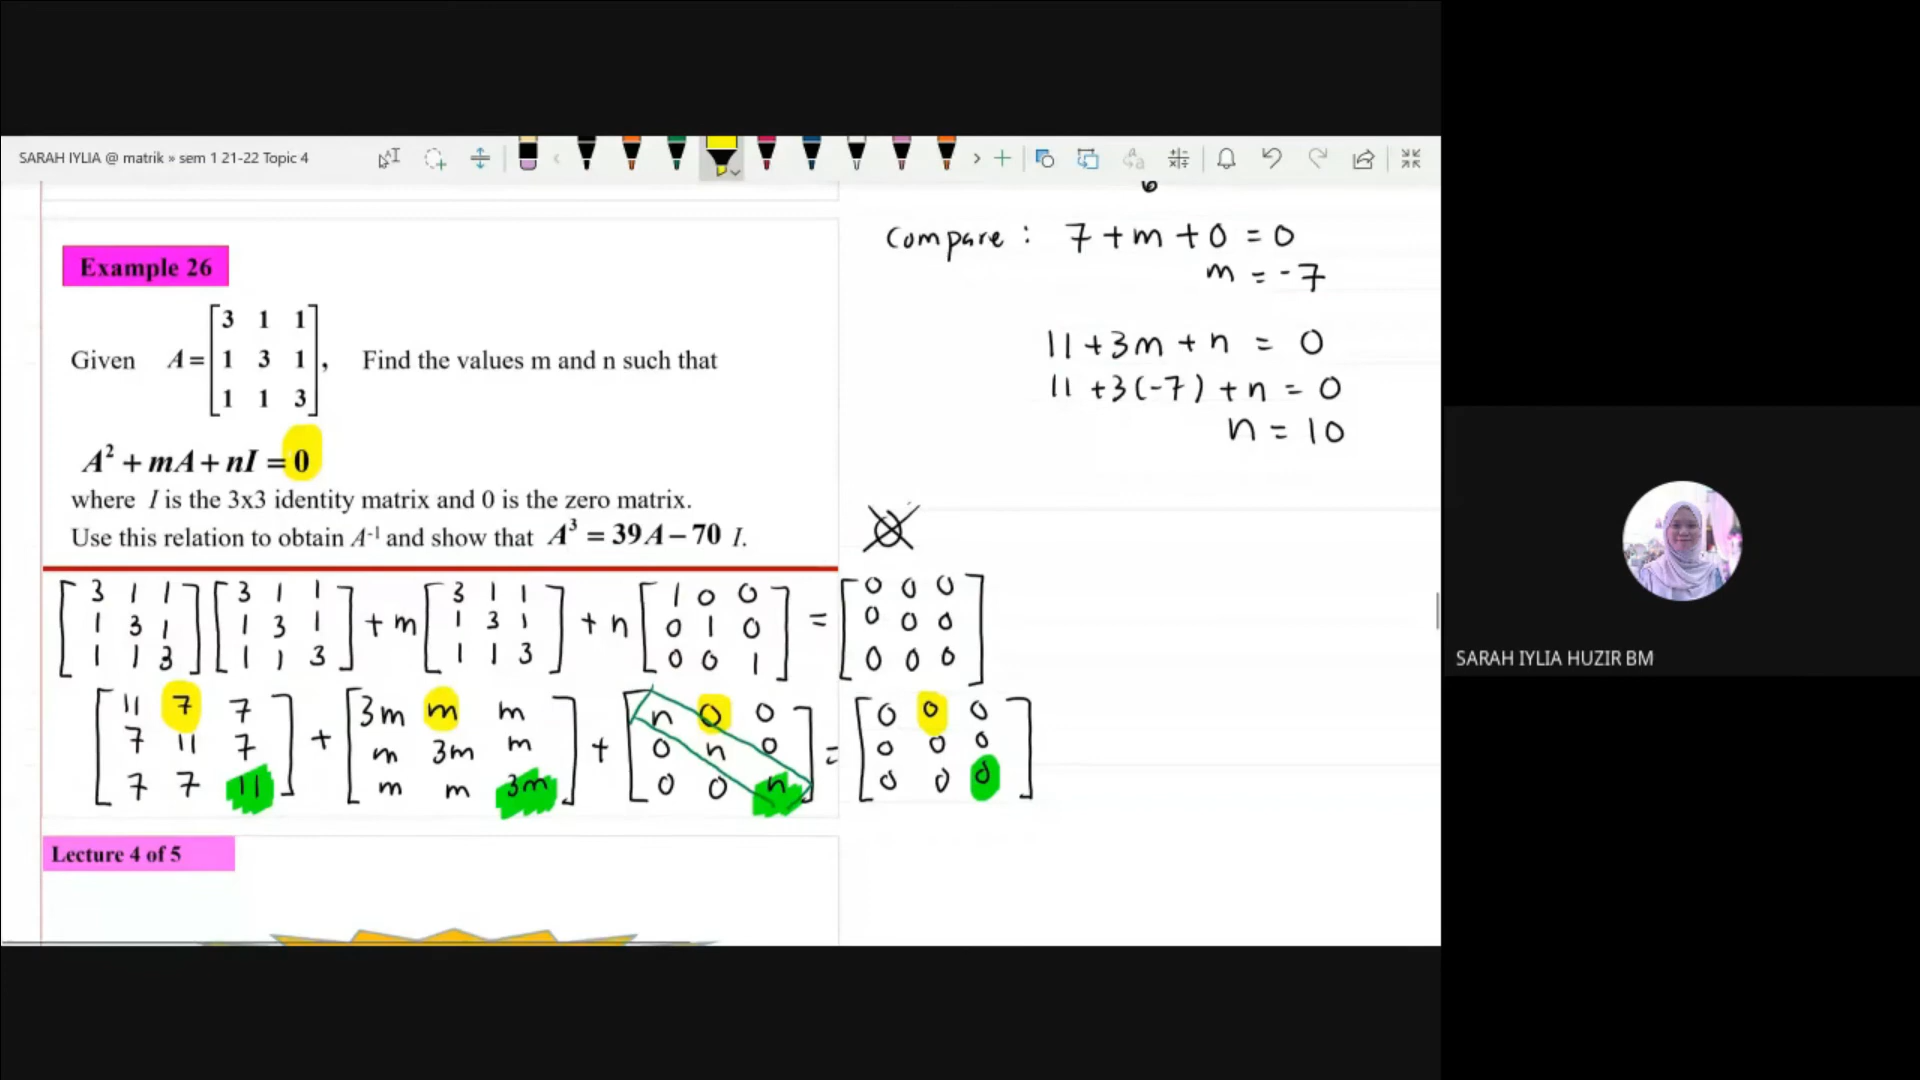 SARAH IYLIA @ matrik » sem 1 21-22 Topic 4
Example 26
Given A = [3 1 1
1 3 1
1 1 3], Find the values m and n such that
A² + mA + nI = 0
where I is the 3x3 identity matrix and 0 is the zero matrix.
Use this relation to obtain A⁻¹ and show that A³ = 39A − 70 I.
[3 1 1] [3 1 1] + m [3 1 1] + n [1 0 0] = [0 0 0]
[1 3 1] [1 3 1] [1 3 1] [0 1 0] [0 0 0]
[1 1 3] [1 1 3] [1 1 3] [0 0 1] [0 0 0]
[11 7 7] + [3m m m] + [n 0 0] = [0 0 0]
[7 11 7] [m 3m m] [0 n 0] [0 0 0]
[7 7 11] [m m 3m] [0 0 n] [0 0 0]
Lecture 4 of 5
Compare : 7 + m + 0 = 0
m = -7
11 + 3m + n = 0
11 + 3(-7) + n = 0
n = 10
SARAH IYLIA HUZIR BM